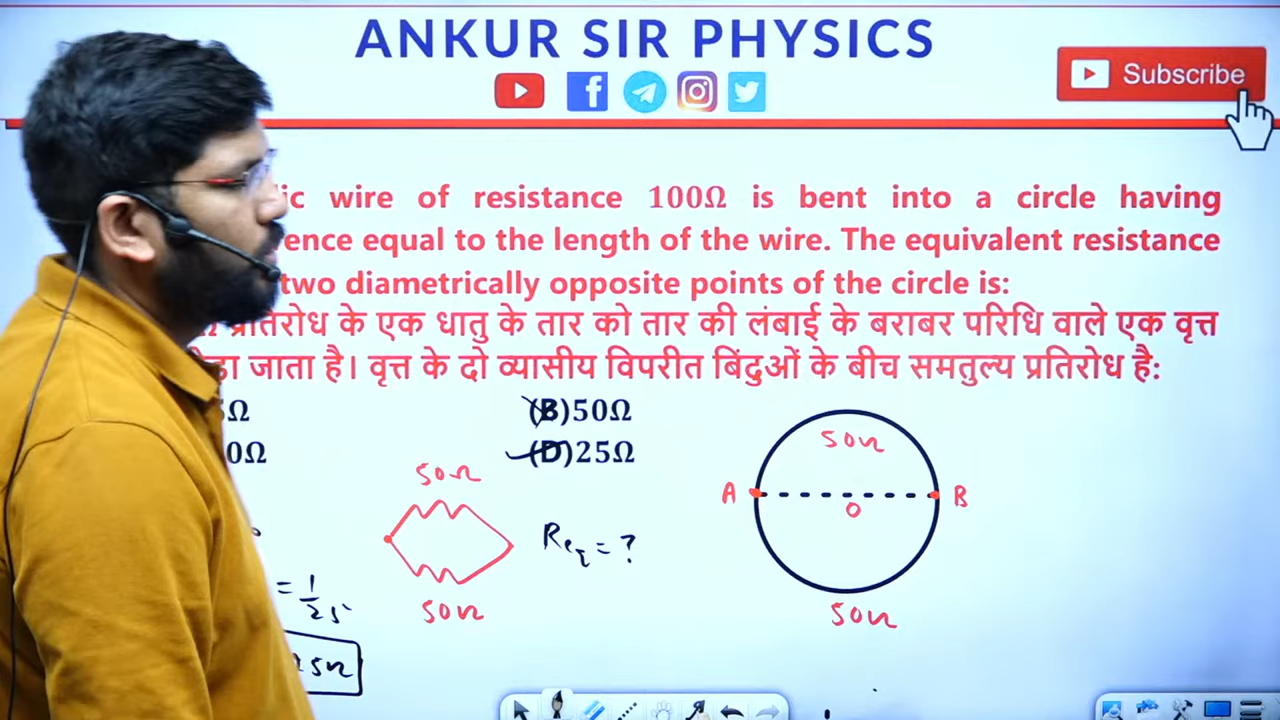 ANKUR SIR PHYSICS
Subscribe
wire of resistance 100Ω is bent into a circle having
equal to the length of the wire. The equivalent resistance
two diametrically opposite points of the circle is:
प्रतिरोध के एक धातु के तार को तार की लंबाई के बराबर परिधि वाले एक वृत्त
जाता है। वृत्त के दो व्यासीय विपरीत बिंदुओं के बीच समतुल्य प्रतिरोध है:
(B)50Ω
(D)25Ω
50Ω
50Ω
Req = ?
A
50Ω
B
O
50Ω
= 1/25